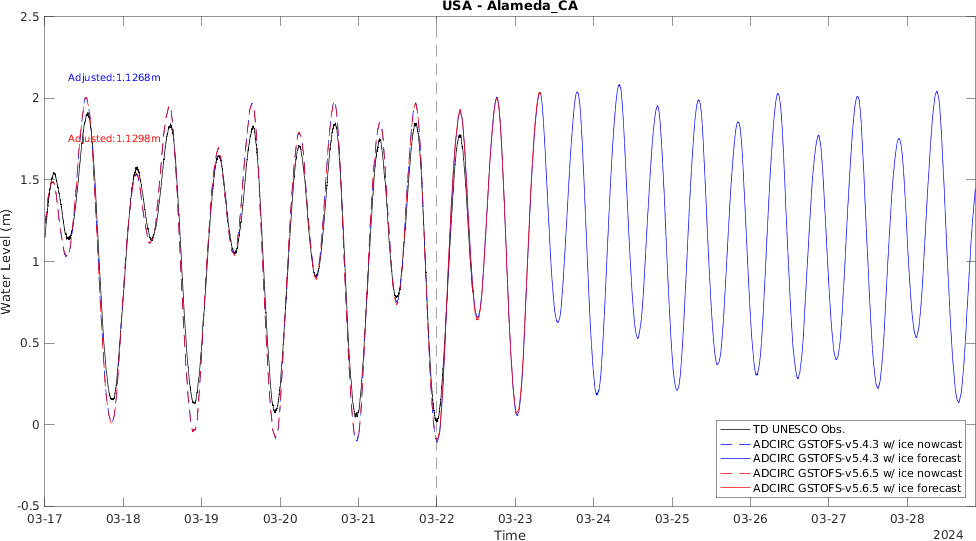 USA - Alameda_CA
2.5
2
1.5
1
0.5
0
-0.5
Water Level (m)
Adjusted:1.1268m
Adjusted:1.1298m
TD UNESCO Obs.
ADCIRC GSTOFS-v5.4.3 w/ ice nowcast
ADCIRC GSTOFS-v5.4.3 w/ ice forecast
ADCIRC GSTOFS-v5.6.5 w/ ice nowcast
ADCIRC GSTOFS-v5.6.5 w/ ice forecast
03-17 03-18 03-19 03-20 03-21 03-22 03-23 03-24 03-25 03-26 03-27 03-28
Time
2024